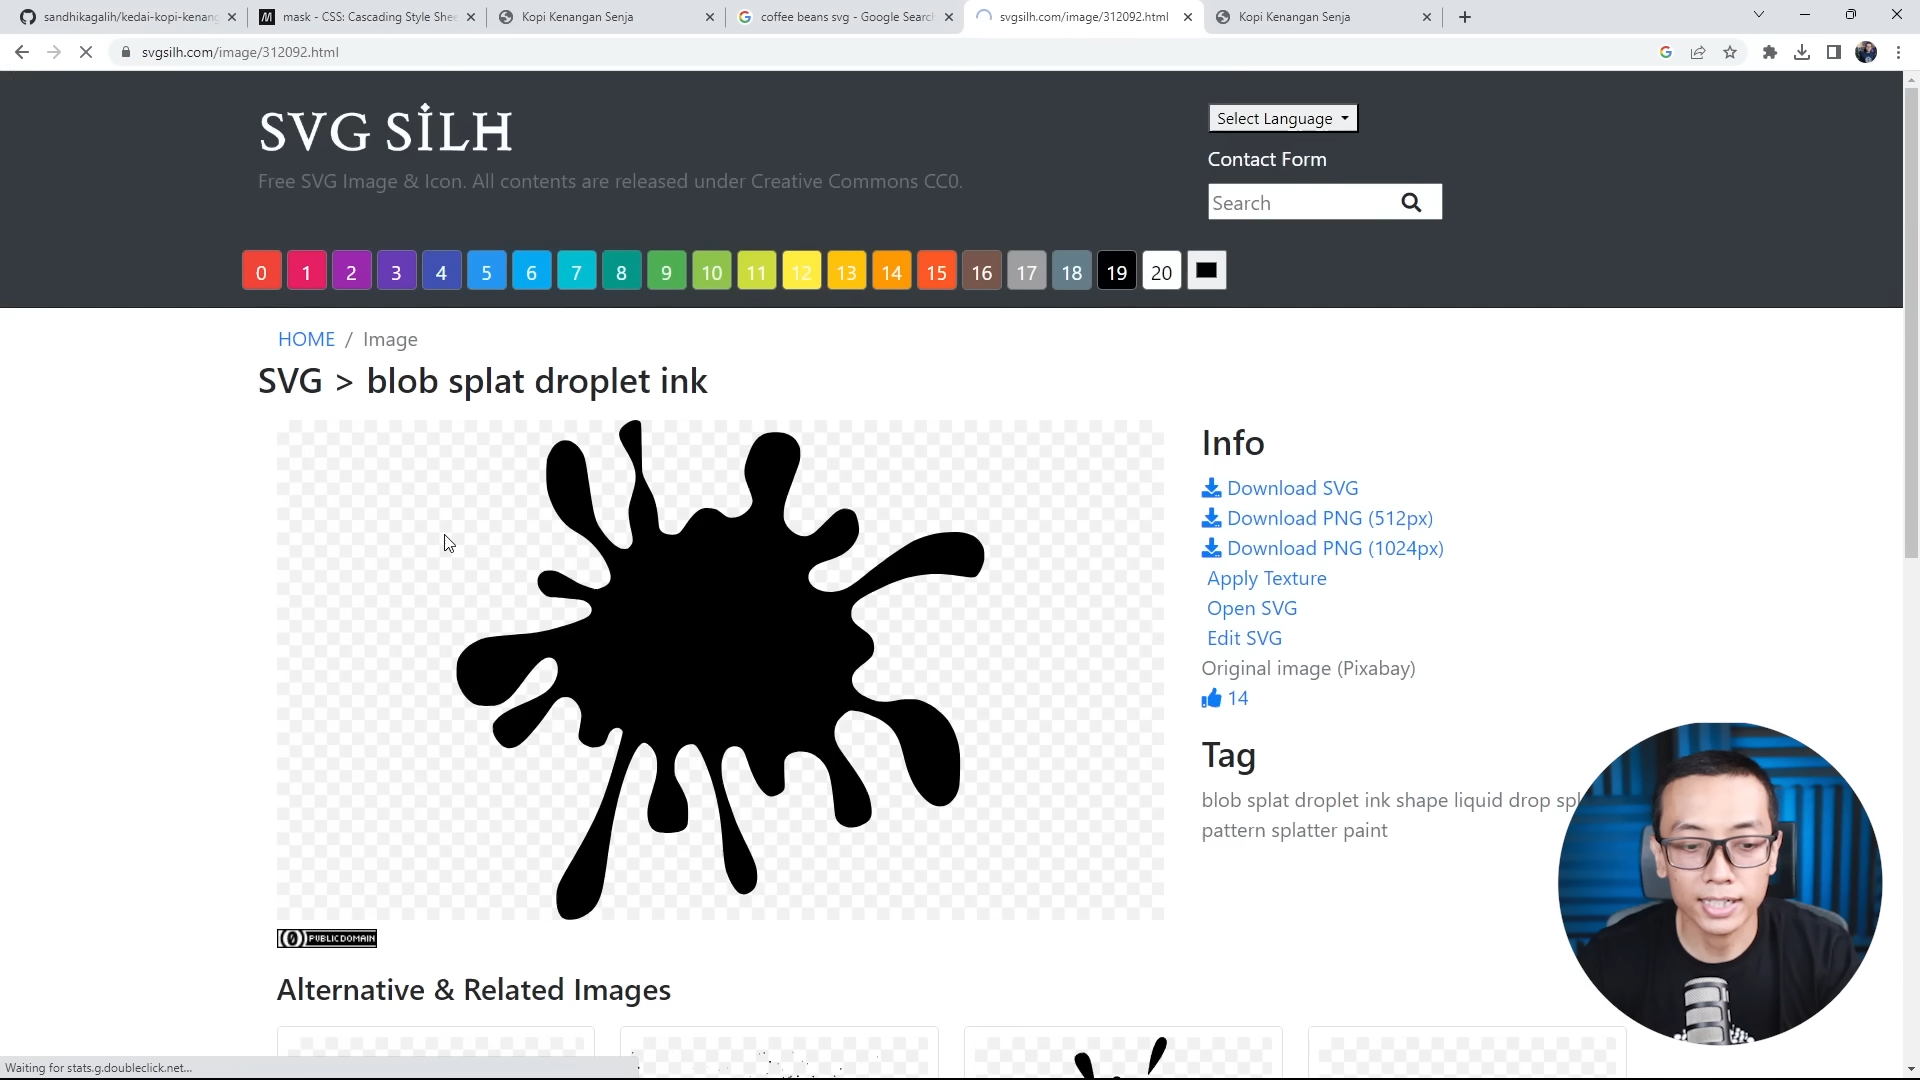 sandhikagalih/kedai-kopi-kenang
mask - CSS: Cascading Style Shee
Kopi Kenangan Senja
coffee beans svg - Google Search
svgsilh.com/image/312092.html
Kopi Kenangan Senja
svgsilh.com/image/312092.html
SVG SİLH
Free SVG Image & Icon. All contents are released under Creative Commons CC0.
Select Language
Contact Form
Search
0 1 2 3 4 5 6 7 8 9 10 11 12 13 14 15 16 17 18 19 20
HOME / Image
SVG > blob splat droplet ink
Info
Download SVG
Download PNG (512px)
Download PNG (1024px)
Apply Texture
Open SVG
Edit SVG
Original image (Pixabay)
14
Tag
blob splat droplet ink shape liquid drop spl
pattern splatter paint
PUBLIC DOMAIN
Alternative & Related Images
Waiting for stats.g.doubleclick.net...